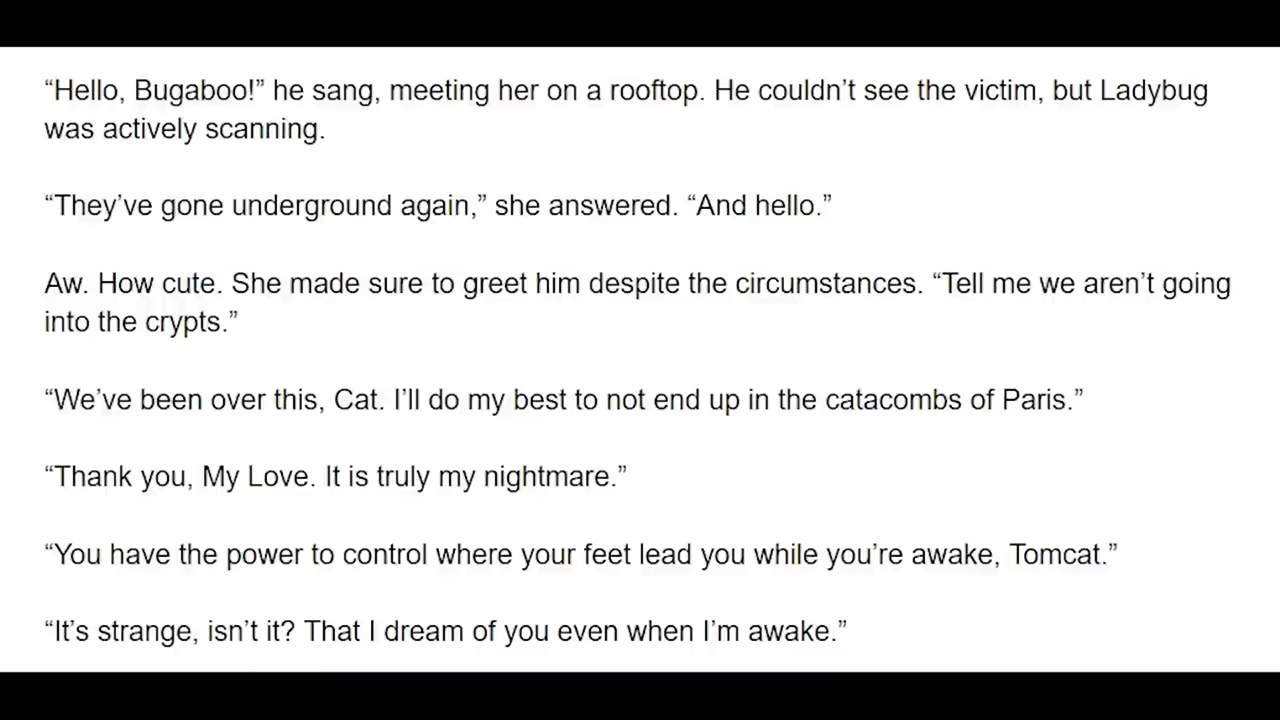 “Hello, Bugaboo!” he sang, meeting her on a rooftop. He couldn’t see the victim, but Ladybug
was actively scanning.
“They’ve gone underground again,” she answered. “And hello.”
Aw. How cute. She made sure to greet him despite the circumstances. “Tell me we aren’t going
into the crypts.”
“We’ve been over this, Cat. I’ll do my best to not end up in the catacombs of Paris.”
“Thank you, My Love. It is truly my nightmare.”
“You have the power to control where your feet lead you while you’re awake, Tomcat.”
“It’s strange, isn’t it? That I dream of you even when I’m awake.”